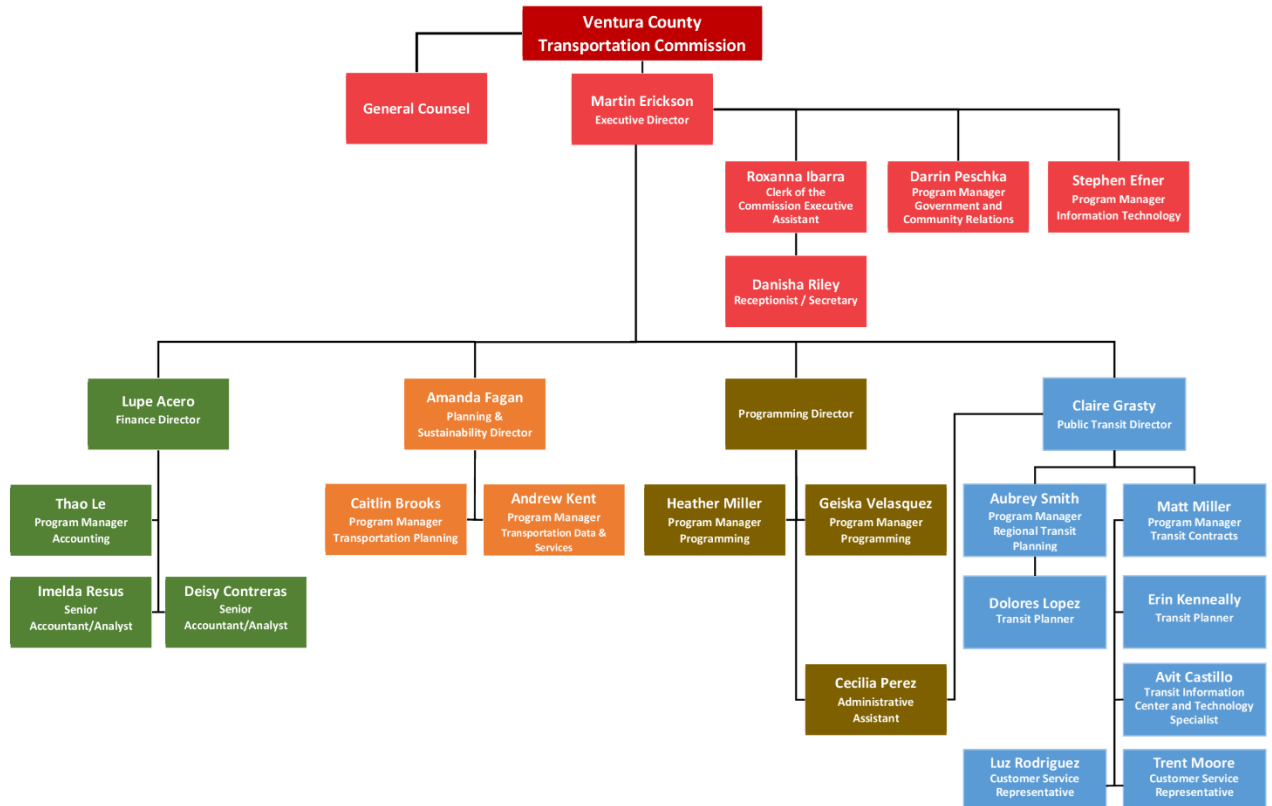 Ventura County
Transportation Commission
General Counsel
Martin Erickson
Executive Director
Roxanna Ibarra
Clerk of the
Commission Executive
Assistant
Darrin Peschka
Program Manager
Government and
Community Relations
Stephen Efner
Program Manager
Information Technology
Danisha Riley
Receptionist / Secretary
Lupe Acero
Finance Director
Amanda Fagan
Planning &
Sustainability Director
Programming Director
Claire Grasty
Public Transit Director
Thao Le
Program Manager
Accounting
Caitlin Brooks
Program Manager
Transportation Planning
Andrew Kent
Program Manager
Transportation Data &
Services
Heather Miller
Program Manager
Programming
Geiska Velasquez
Program Manager
Programming
Aubrey Smith
Program Manager
Regional Transit
Planning
Matt Miller
Program Manager
Transit Contracts
Imelda Resus
Senior
Accountant/Analyst
Deisy Contreras
Senior
Accountant/Analyst
Dolores Lopez
Transit Planner
Erin Kenneally
Transit Planner
Cecilia Perez
Administrative
Assistant
Avit Castillo
Transit Information
Center and Technology
Specialist
Luz Rodriguez
Customer Service
Representative
Trent Moore
Customer Service
Representative